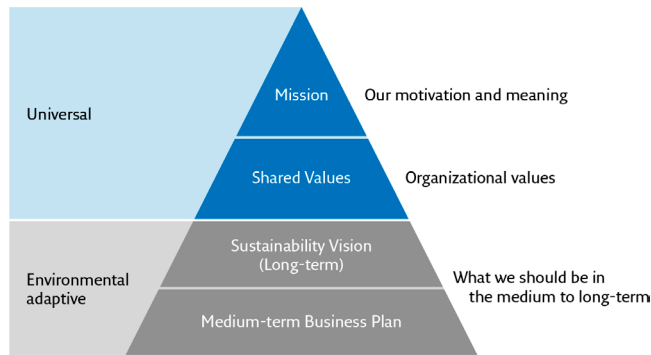 Mission
Our motivation and meaning
Universal
Shared Values
Organizational values
Sustainability Vision
(Long-term)
Environmental
adaptive
What we should be in
the medium to long-term
Medium-term Business Plan